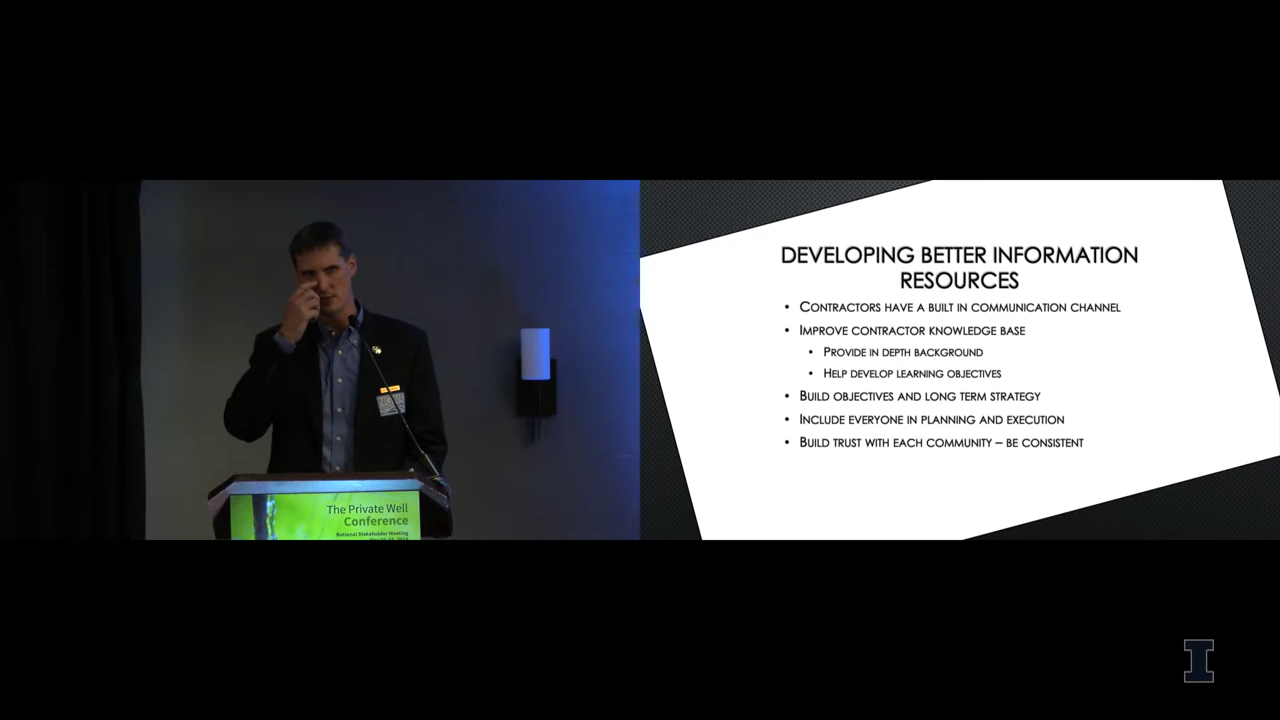 The Private Well
Conference
National Stakeholder Meeting
DEVELOPING BETTER INFORMATION
RESOURCES
• CONTRACTORS HAVE A BUILT IN COMMUNICATION CHANNEL
• IMPROVE CONTRACTOR KNOWLEDGE BASE
• PROVIDE IN DEPTH BACKGROUND
• HELP DEVELOP LEARNING OBJECTIVES
• BUILD OBJECTIVES AND LONG TERM STRATEGY
• INCLUDE EVERYONE IN PLANNING AND EXECUTION
• BUILD TRUST WITH EACH COMMUNITY – BE CONSISTENT
I